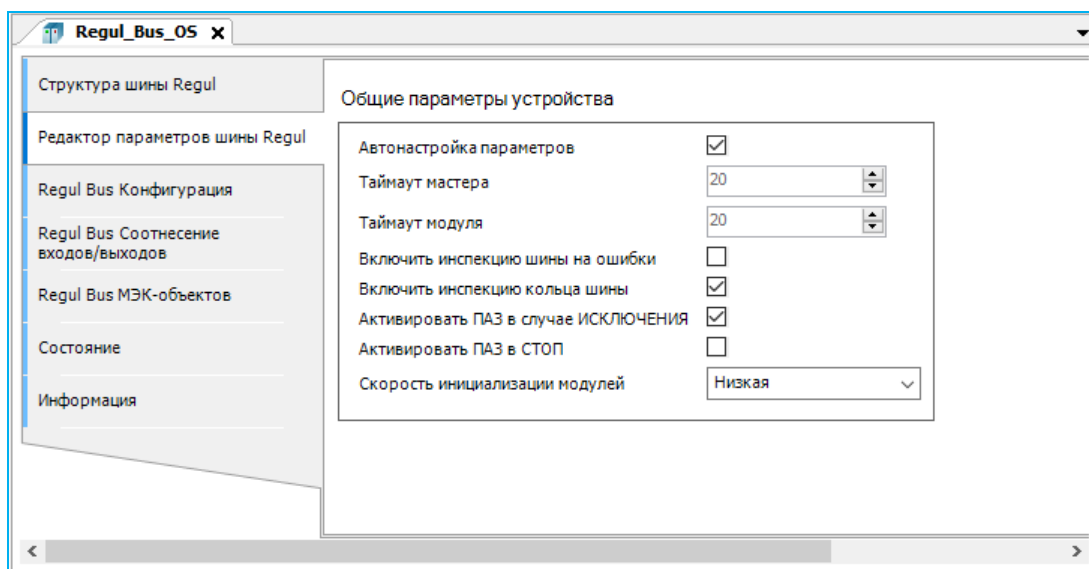 Regul_Bus_OS
Структура шины Regul
Редактор параметров шины Regul
Regul Bus Конфигурация
Regul Bus Соотнесение
входов/выходов
Regul Bus МЭК-объектов
Состояние
Информация
Общие параметры устройства
Автонастройка параметров
Таймаут мастера 20
Таймаут модуля 20
Включить инспекцию шины на ошибки
Включить инспекцию кольца шины
Активировать ПАЗ в случае ИСКЛЮЧЕНИЯ
Активировать ПАЗ в СТОП
Скорость инициализации модулей Низкая